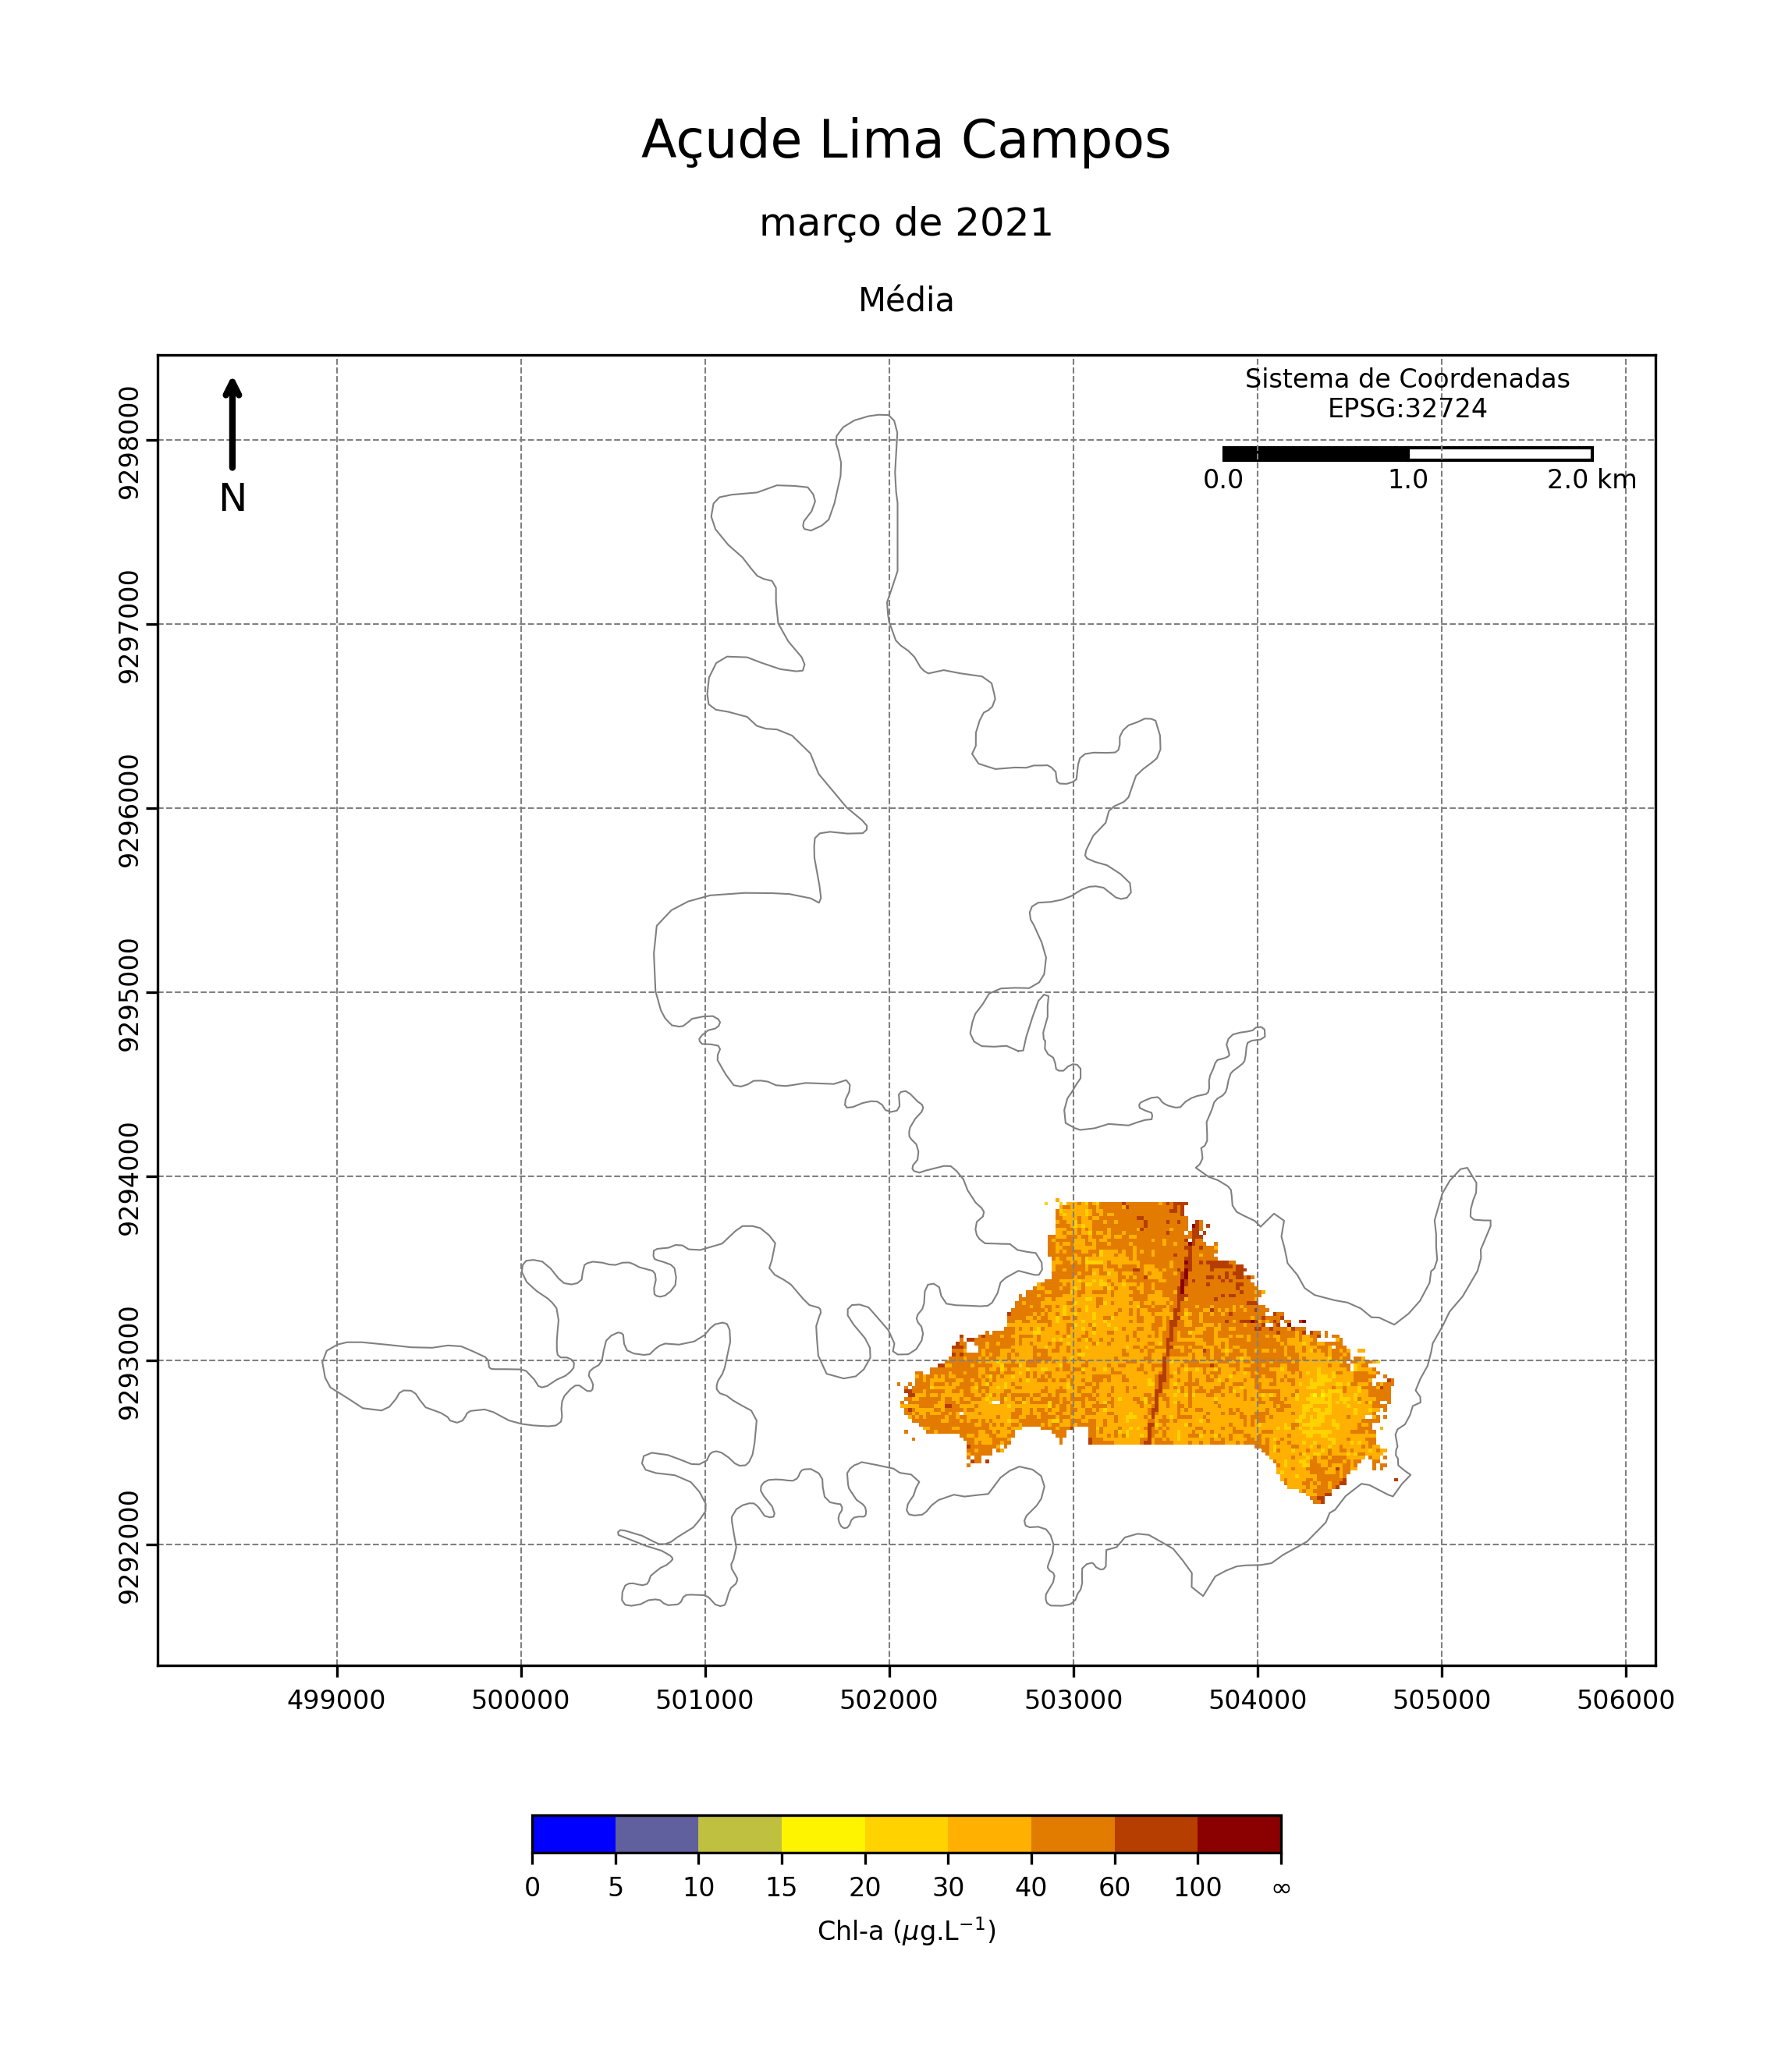 Açude Lima Campos
março de 2021
Média
Sistema de Coordenadas
EPSG:32724
0.0 1.0 2.0 km
N
9298000
9297000
9296000
9295000
9294000
9293000
9292000
499000 500000 501000 502000 503000 504000 505000 506000
0 5 10 15 20 30 40 60 100 ∞
Chl-a (μg.L⁻¹)